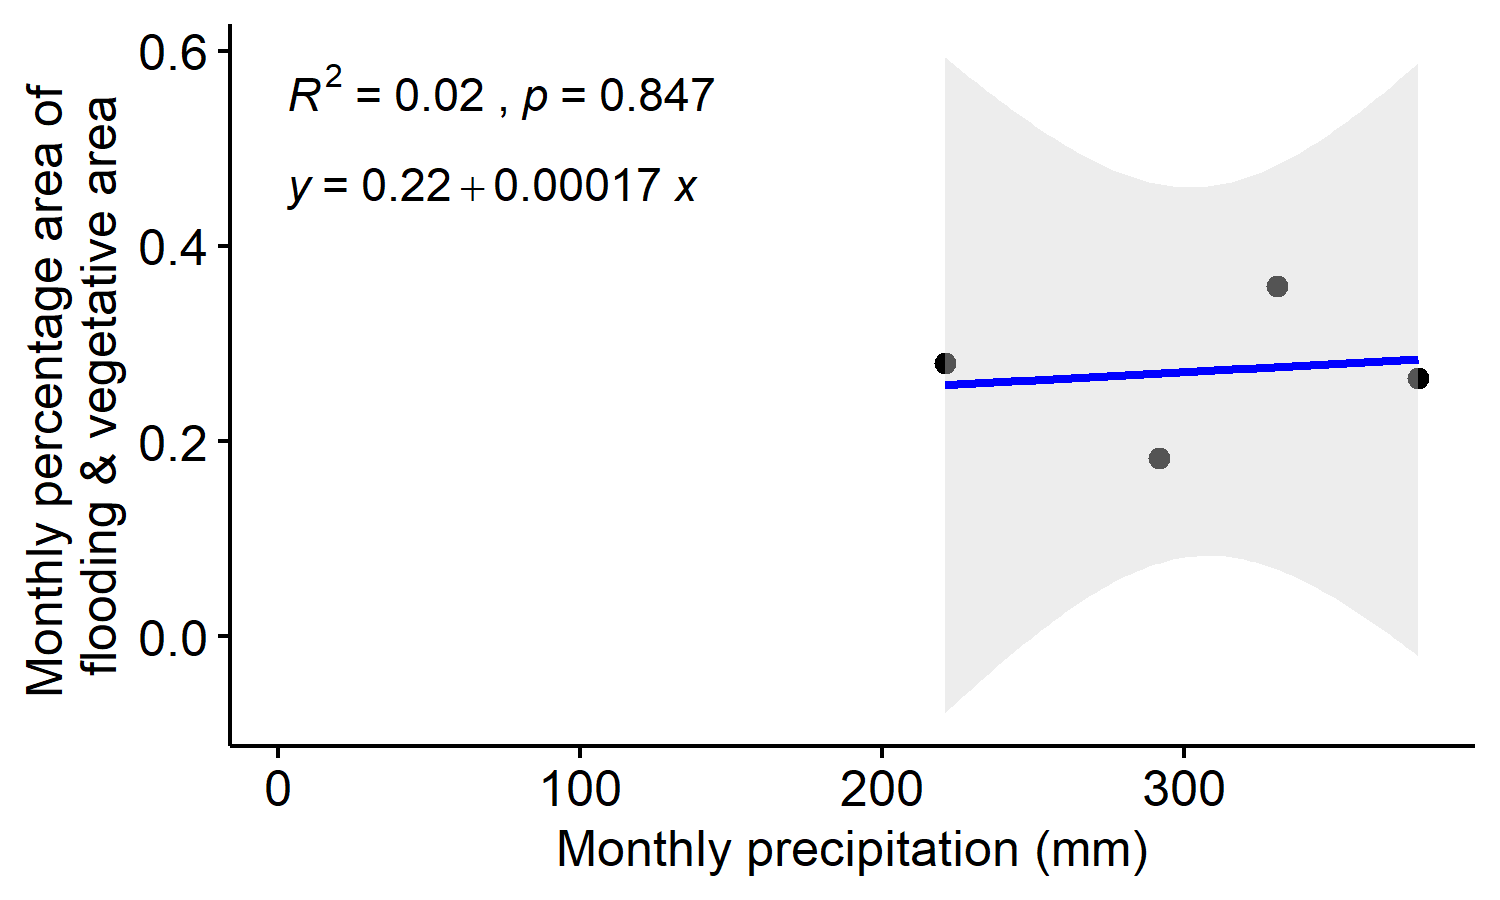 Monthly percentage area of
flooding & vegetative area
0.6
0.4
0.2
0.0
R² = 0.02 , p = 0.847
y = 0.22 + 0.00017 x
0 100 200 300
Monthly precipitation (mm)